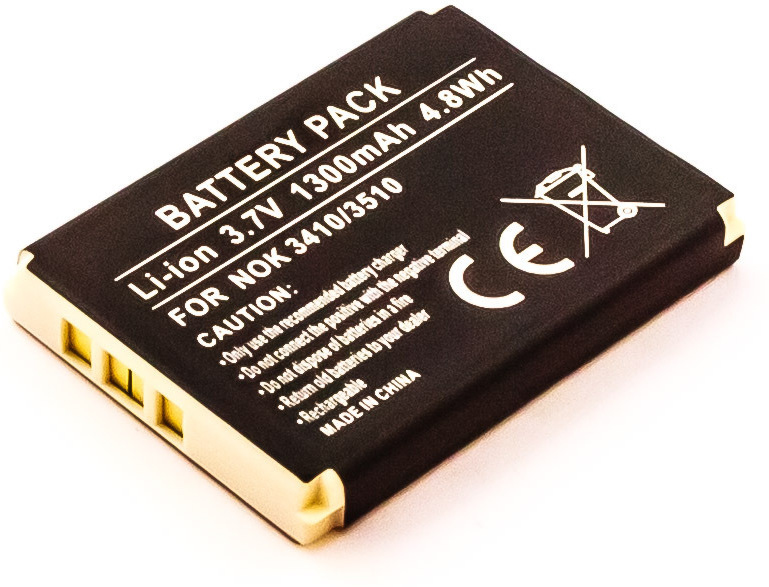 BATTERY PACK
Li-ion 3.7V 1300mAh 4.8Wh
FOR NOK 3410/3510
CAUTION:
• Only use the recommended battery charger
• Do not connect the positive with the negative terminal
• Do not dispose of batteries in a fire
• Return old batteries to your dealer
• Rechargeable
MADE IN CHINA
CE